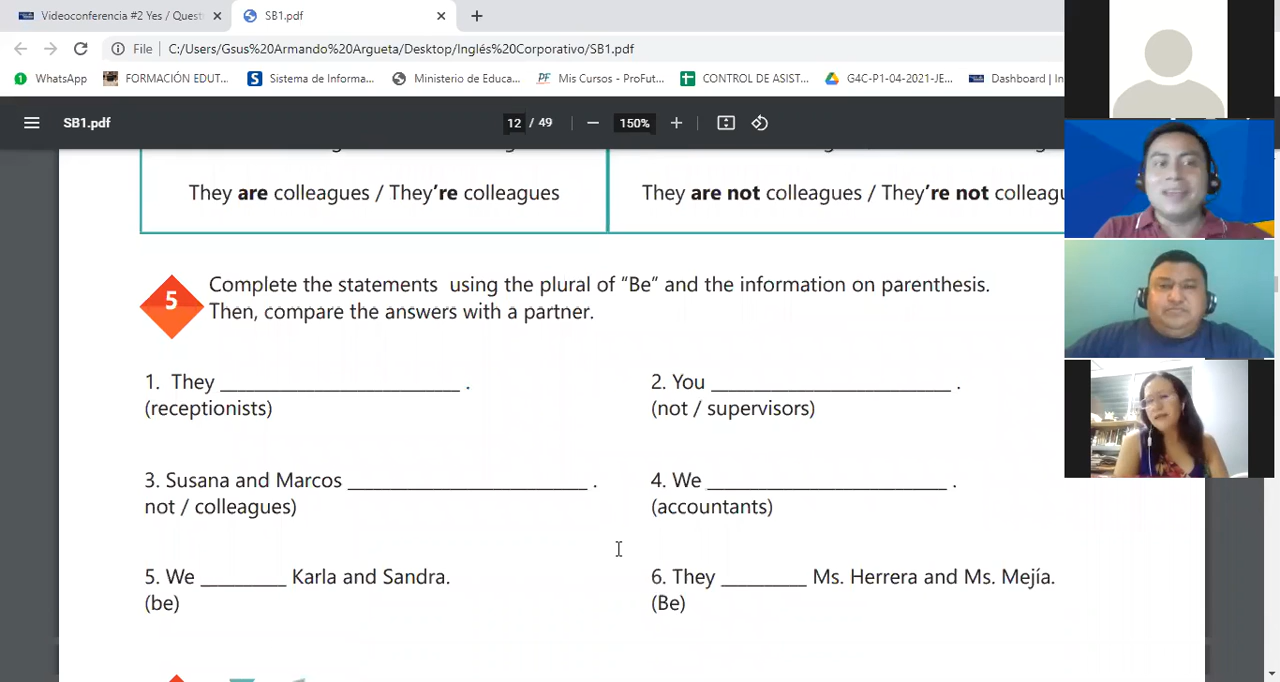 Videoconferencia #2 Yes / Quest
SB1.pdf
File
C:/Users/Gsus%20Armando%20Argueta/Desktop/Inglés%20Corporativo/SB1.pdf
WhatsApp
FORMACIÓN EDUT...
Sistema de Informa...
Ministerio de Educa...
PF Mis Cursos - ProFut...
CONTROL DE ASIST...
G4C-P1-04-2021-JE...
Dashboard | In
SB1.pdf
12 / 49
150%
They are colleagues / They're colleagues
They are not colleagues / They're not colleagu
5
Complete the statements using the plural of “Be” and the information on parenthesis.
Then, compare the answers with a partner.
1. They ________________________ .
(receptionists)
2. You ________________________ .
(not / supervisors)
3. Susana and Marcos ________________________ .
not / colleagues)
4. We ________________________ .
(accountants)
5. We ________ Karla and Sandra.
(be)
6. They ________ Ms. Herrera and Ms. Mejía.
(Be)